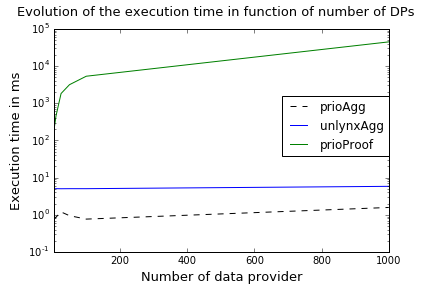 Evolution of the execution time in function of number of DPs
Execution time in ms
10^5
10^4
10^3
10^2
10^1
10^0
10^-1
prioAgg
unlynxAgg
prioProof
200 400 600 800 1000
Number of data provider